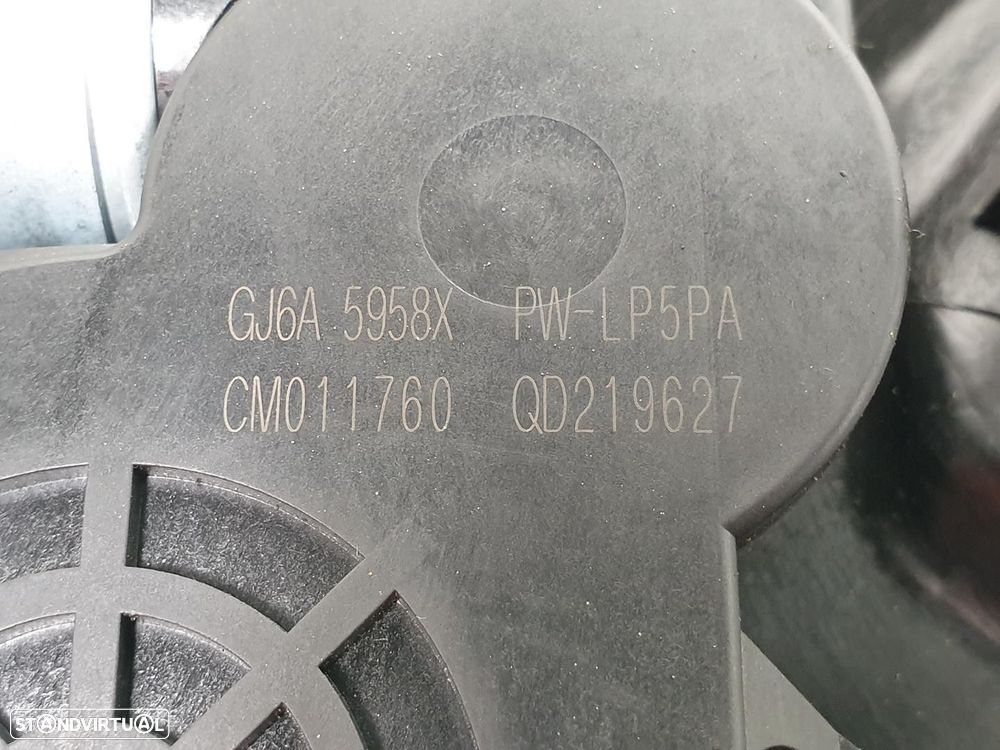 GJ6A 5958X PW-LP5PA
CM011760 QD219627
STANDVIRTUAL